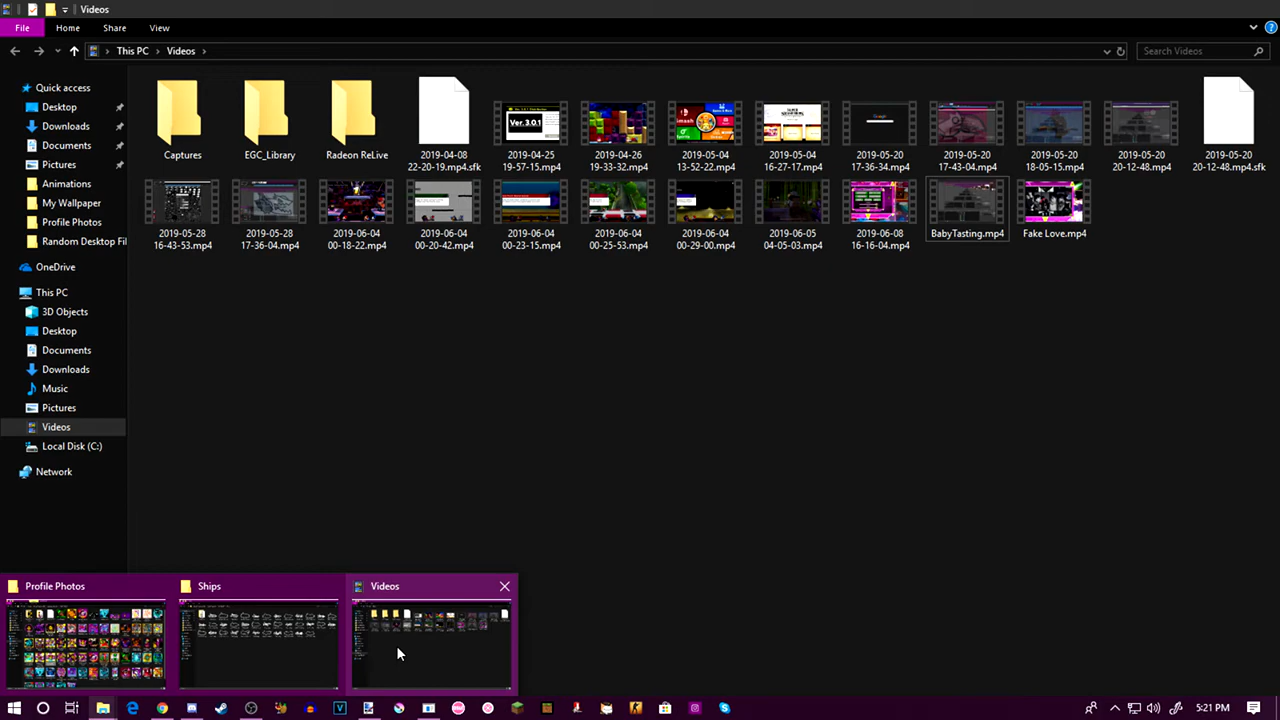 Videos
File Home Share View
This PC Videos
Search Videos
Quick access
Desktop
Downloads
Documents
Pictures
Animations
My Wallpaper
Profile Photos
Random Desktop Fil
OneDrive
This PC
3D Objects
Desktop
Documents
Downloads
Music
Pictures
Videos
Local Disk (C:)
Network
Captures
EGC_Library
Radeon ReLive
2019-04-08
22-20-19.mp4.sfk
Ver. 3.0.1
2019-04-25
19-57-15.mp4
2019-04-26
19-33-32.mp4
2019-05-04
13-52-22.mp4
2019-05-04
16-27-17.mp4
2019-05-20
17-36-34.mp4
2019-05-20
17-43-04.mp4
2019-05-20
18-05-15.mp4
2019-05-20
20-12-48.mp4
2019-05-20
20-12-48.mp4.sfk
2019-05-28
16-43-53.mp4
2019-05-28
17-36-04.mp4
2019-06-04
00-18-22.mp4
2019-06-04
00-20-42.mp4
2019-06-04
00-23-15.mp4
2019-06-04
00-25-53.mp4
2019-06-04
00-29-00.mp4
2019-06-05
04-05-03.mp4
2019-06-08
16-16-04.mp4
BabyTasting.mp4
Fake Love.mp4
Profile Photos
Ships
Videos
5:21 PM